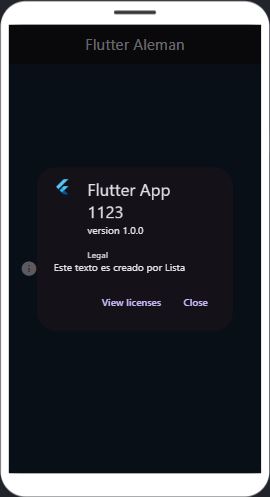 Flutter Aleman
Flutter App
1123
version 1.0.0
Legal
Este texto es creado por Lista
View licenses Close